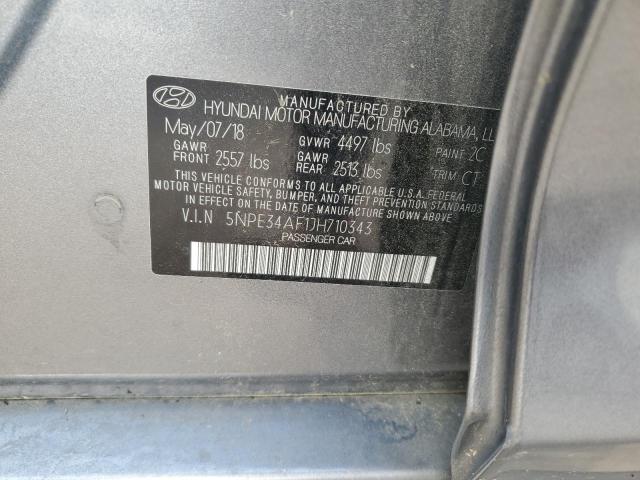 MANUFACTURED BY
HYUNDAI MOTOR MANUFACTURING ALABAMA, LL
May/07/18 GVWR 4497 lbs PAINT 2C
GAWR FRONT 2557 lbs GAWR REAR 2513 lbs TRIM CT
THIS VEHICLE CONFORMS TO ALL APPLICABLE U.S.A. FEDERAL
MOTOR VEHICLE SAFETY, BUMPER, AND THEFT PREVENTION STANDARDS
IN EFFECT ON THE DATE OF MANUFACTURE SHOWN ABOVE.
V.I.N 5NPE34AF1JH710343
PASSENGER CAR